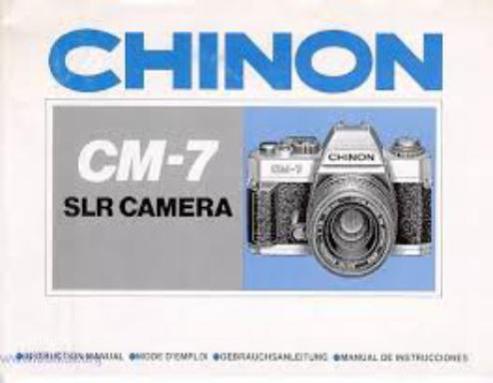 CHINON
CM-7
SLR CAMERA
CHINON
CM-7
●INSTRUCTION MANUAL ●MODE D'EMPLOI ●GEBRAUCHSANLEITUNG ●MANUAL DE INSTRUCCIONES